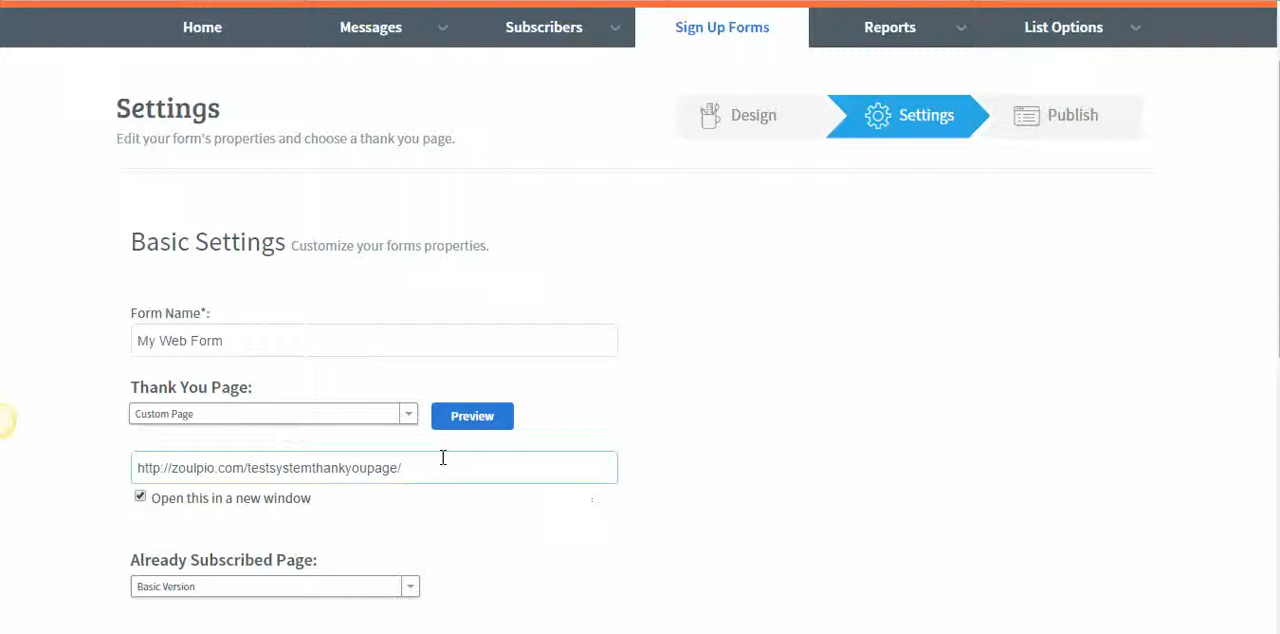 Home Messages Subscribers Sign Up Forms Reports List Options
Settings
Edit your form's properties and choose a thank you page.
Design Settings Publish
Basic Settings Customize your forms properties.
Form Name*:
My Web Form
Thank You Page:
Custom Page Preview
http://zoulpio.com/testsystemthankyoupage/
Open this in a new window
Already Subscribed Page:
Basic Version